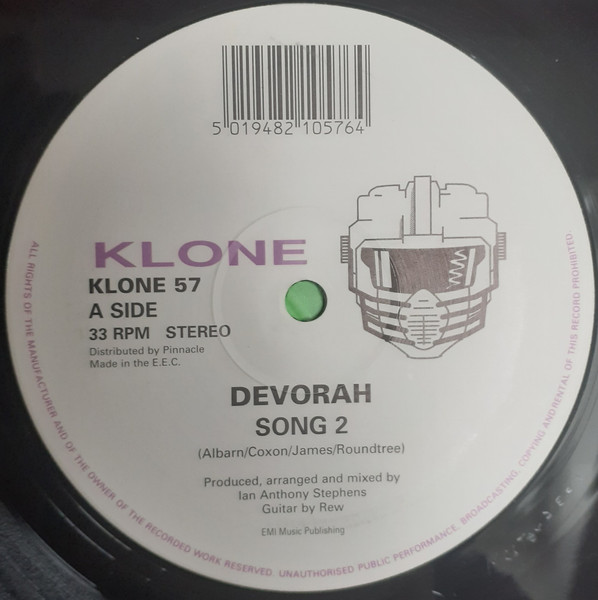 5 019482 105764
KLONE
KLONE 57
A SIDE
33 RPM STEREO
Distributed by Pinnacle
Made in the E.E.C.
DEVORAH
SONG 2
(Albarn/Coxon/James/Roundtree)
Produced, arranged and mixed by
Ian Anthony Stephens
Guitar by Rew
EMI Music Publishing
ALL RIGHTS OF THE MANUFACTURER AND OF THE OWNER OF THE RECORDED WORK RESERVED. UNAUTHORISED PUBLIC PERFORMANCE, BROADCASTING, COPYING AND RENTAL OF THIS RECORD PROHIBITED